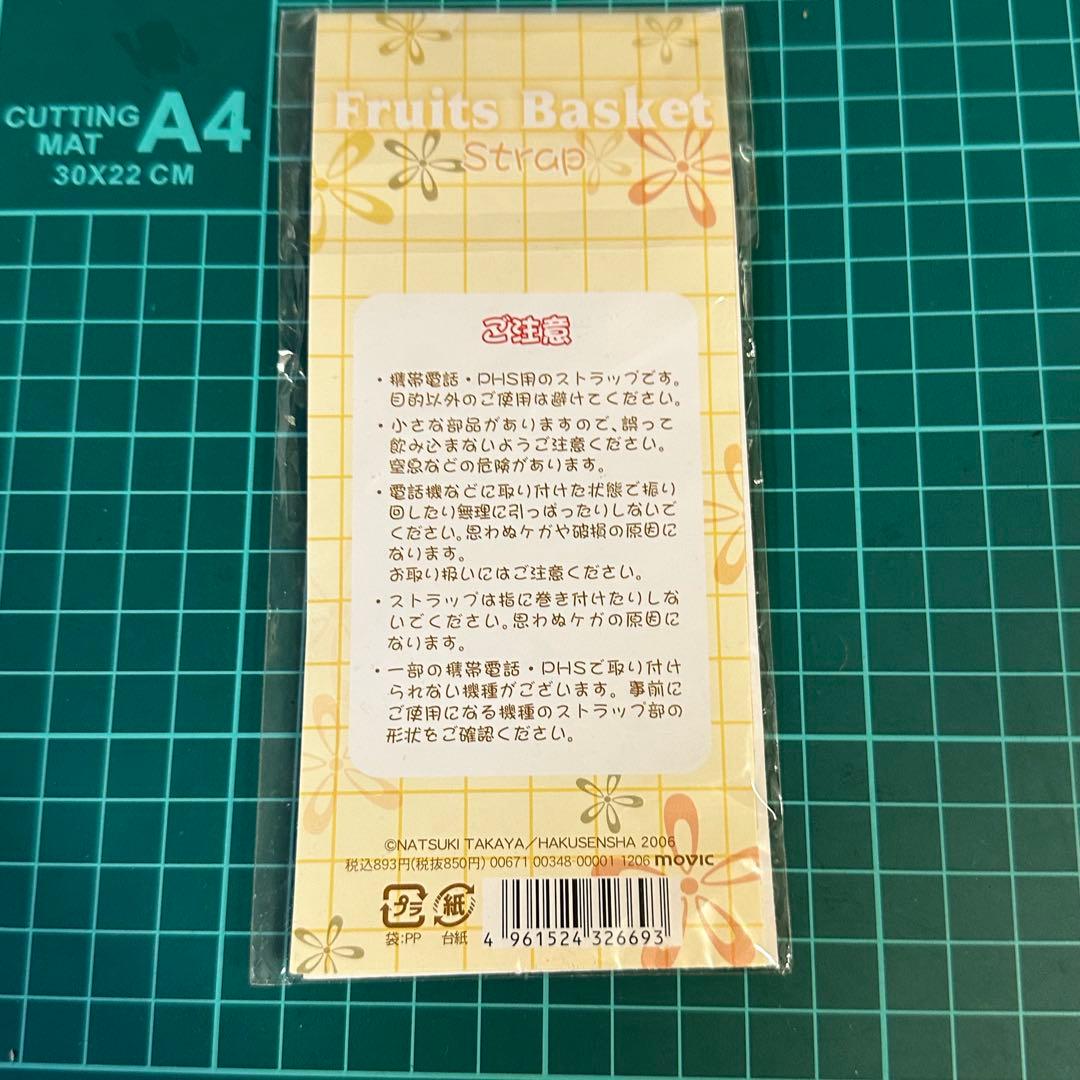 CUTTING
MAT
A4
30X22 CM
Fruits Basket
Strap
ご注意
・携帯電話・PHS用のストラップです。
目的以外のご使用は避けてください。
・小さな部品がありますので、誤って
飲み込まないようご注意ください。
窒息などの危険があります。
・電話機などに取り付けた状態で振り
回したり無理に引っぱったりしないで
ください。思わぬケガや破損の原因に
なります。
お取り扱いにはご注意ください。
・ストラップは指に巻き付けたりしな
いでください。思わぬケガの原因に
なります。
・一部の携帯電話・PHSで取り付け
られない機種がございます。事前に
ご使用になる機種のストラップ部の
形状をご確認ください。
©NATSUKI TAKAYA／HAKUSENSHA 2006
税込893円(税抜850円) 00671 00348 00001 1206 movic
プラ 紙
袋:PP 台紙
4 961524 326693